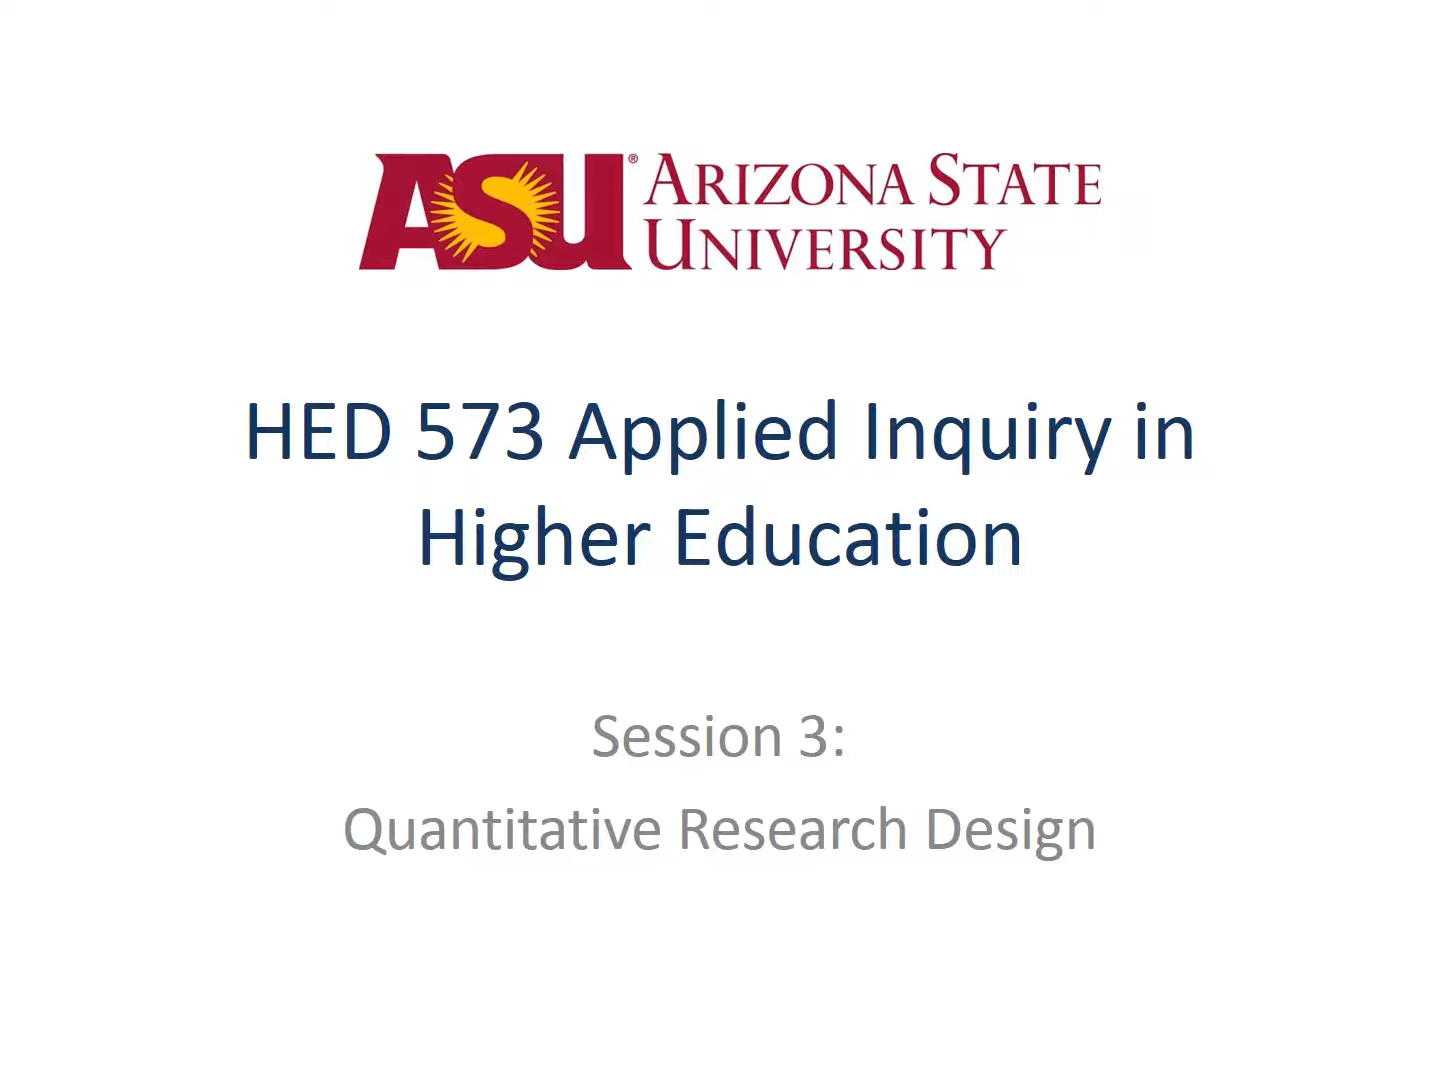 ASU® ARIZONA STATE
UNIVERSITY
HED 573 Applied Inquiry in
Higher Education
Session 3:
Quantitative Research Design